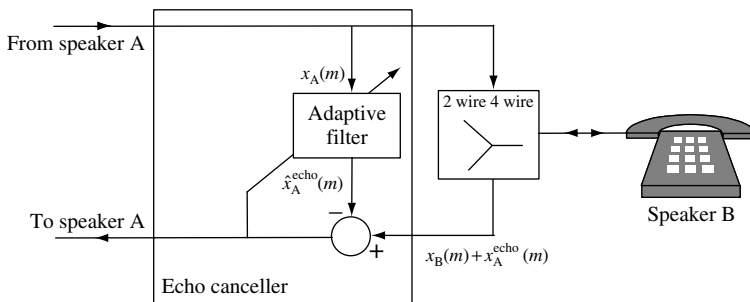 From speaker A
x_A(m)
2 wire 4 wire
Adaptive
filter
x̂_A^echo(m)
−
To speaker A
+
x_B(m) + x_A^echo(m)
Speaker B
Echo canceller